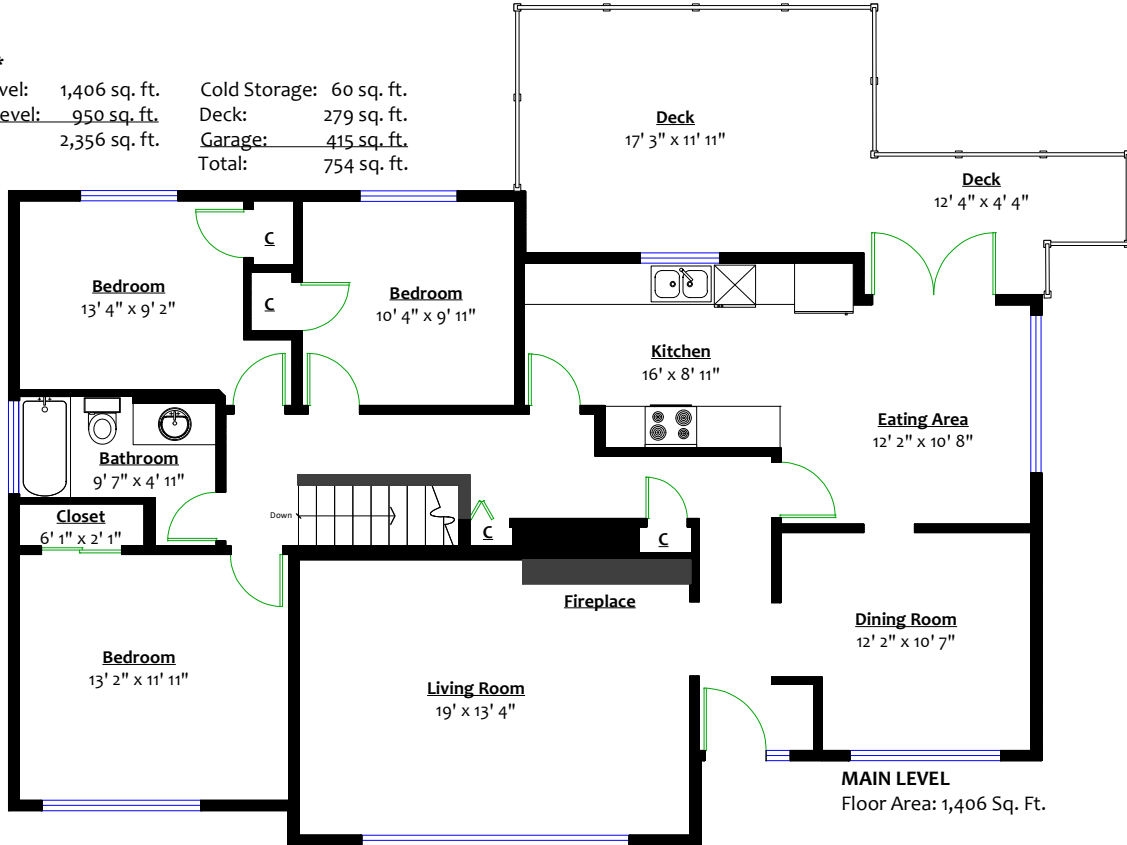 *
vel: 1,406 sq. ft. Cold Storage: 60 sq. ft.
evel: 950 sq. ft. Deck: 279 sq. ft.
2,356 sq. ft. Garage: 415 sq. ft.
Total: 754 sq. ft.
Deck
17' 3" x 11' 11"
Deck
12' 4" x 4' 4"
C
Bedroom
13' 4" x 9' 2"
C
Bedroom
10' 4" x 9' 11"
Kitchen
16' x 8' 11"
Eating Area
12' 2" x 10' 8"
Bathroom
9' 7" x 4' 11"
Closet
6' 1" x 2' 1"
Down
C
C
Fireplace
Dining Room
12' 2" x 10' 7"
Bedroom
13' 2" x 11' 11"
Living Room
19' x 13' 4"
MAIN LEVEL
Floor Area: 1,406 Sq. Ft.